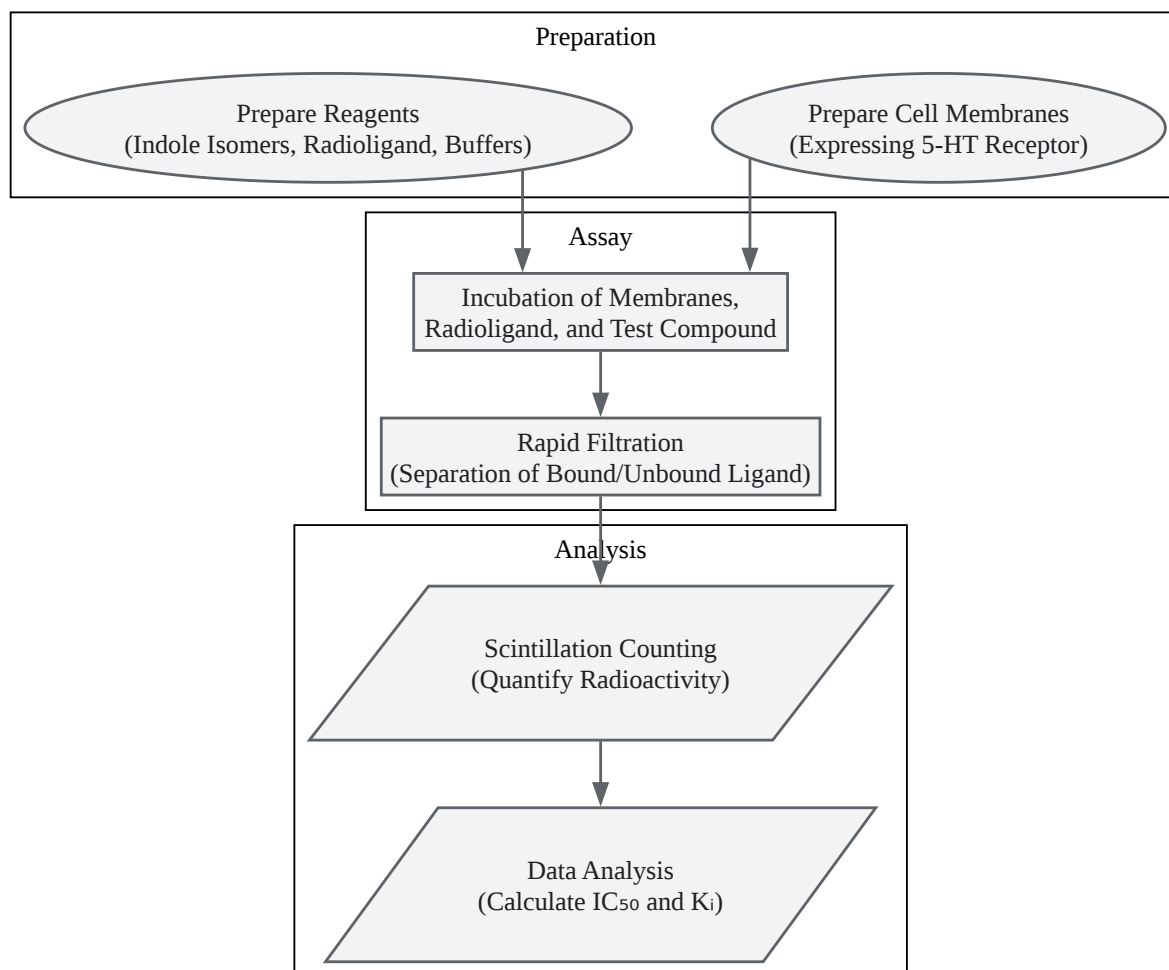 Preparation
Prepare Reagents
(Indole Isomers, Radioligand, Buffers)
Prepare Cell Membranes
(Expressing 5-HT Receptor)
Assay
Incubation of Membranes,
Radioligand, and Test Compound
Rapid Filtration
(Separation of Bound/Unbound Ligand)
Analysis
Scintillation Counting
(Quantify Radioactivity)
Data Analysis
(Calculate IC₅₀ and Kᵢ)